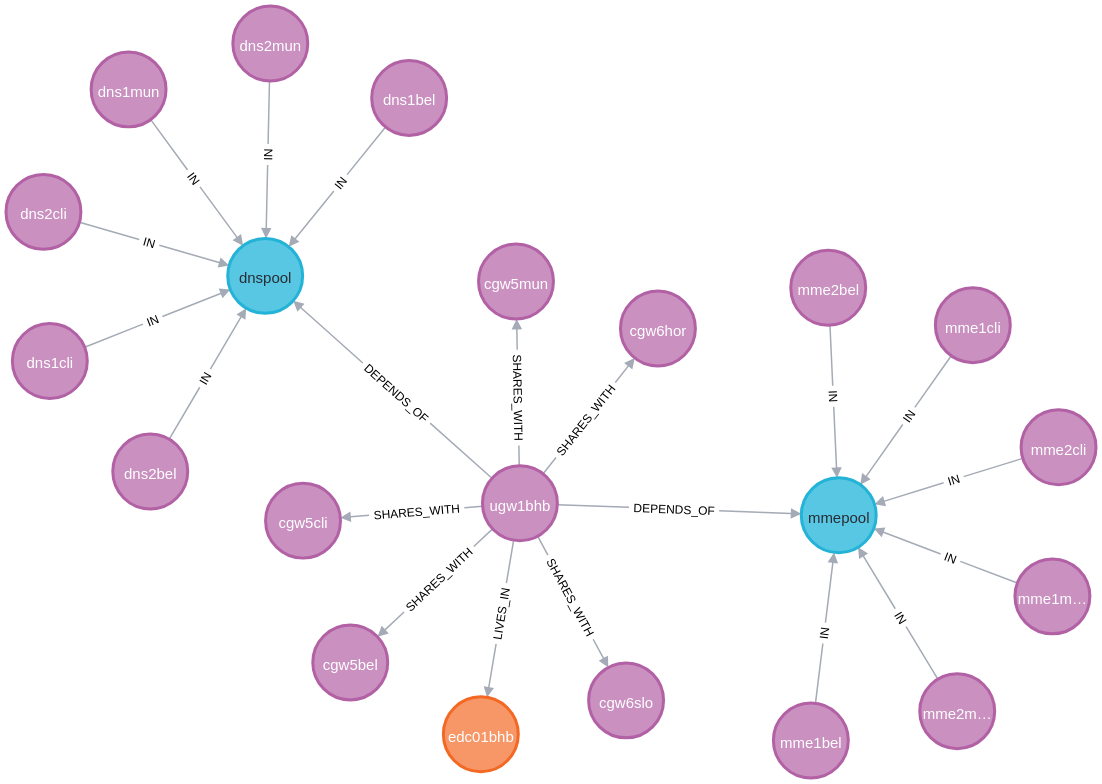 dns2mun
dns1mun
dns1bel
IN
IN
IN
dns2cli
IN
dnspool
cgw5mun
mme2bel
IN
cgw6hor
mme1cli
dns1cli
IN
DEPENDS_OF
SHARES_WITH
SHARES_WITH
IN
IN
dns2bel
mme2cli
IN
ugw1bhb
DEPENDS_OF
mmepool
cgw5cli
SHARES_WITH
IN
SHARES_WITH
LIVES_IN
SHARES_WITH
mme1m...
IN
IN
cgw5bel
cgw6slo
mme2m...
edc01bhb
mme1bel